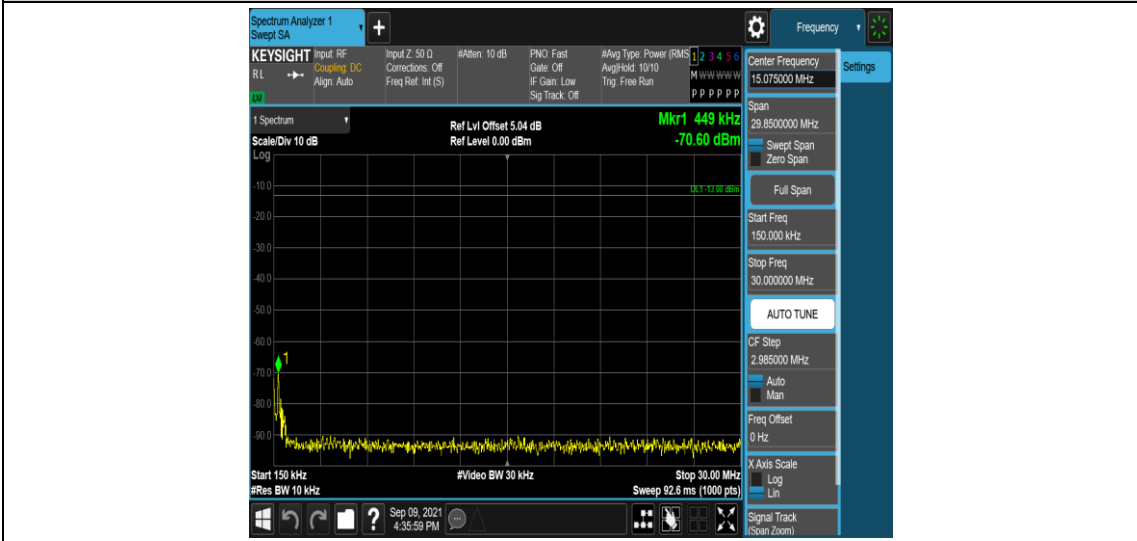 Spectrum Analyzer 1
Swept SA
+
Frequency
KEYSIGHT
RL
LM
Input: RF
Coupling: DC
Align: Auto
Input Z: 50 Ω
Corrections: Off
Freq Ref: Int (S)
#Atten: 10 dB
PNO: Fast
Gate: Off
IF Gain: Low
Sig Track: Off
#Avg Type: Power (RMS
Avg|Hold: 10/10
Trig: Free Run
1 2 3 4 5 6
M W W W W W
P P P P P P
1 Spectrum
Scale/Div 10 dB
Log
Ref Lvl Offset 5.04 dB
Ref Level 0.00 dBm
Mkr1 449 kHz
-70.60 dBm
DL1 -13.00 dBm
-10.0
-20.0
-30.0
-40.0
-50.0
-60.0
-70.0
-80.0
-90.0
1
Start 150 kHz
#Res BW 10 kHz
#Video BW 30 kHz
Stop 30.00 MHz
Sweep 92.6 ms (1000 pts)
Center Frequency
15.075000 MHz
Settings
Span
29.8500000 MHz
Swept Span
Zero Span
Full Span
Start Freq
150.000 kHz
Stop Freq
30.000000 MHz
AUTO TUNE
CF Step
2.985000 MHz
Auto
Man
Freq Offset
0 Hz
X Axis Scale
Log
Lin
Signal Track
(Span Zoom)
?
Sep 09, 2021
4:35:59 PM